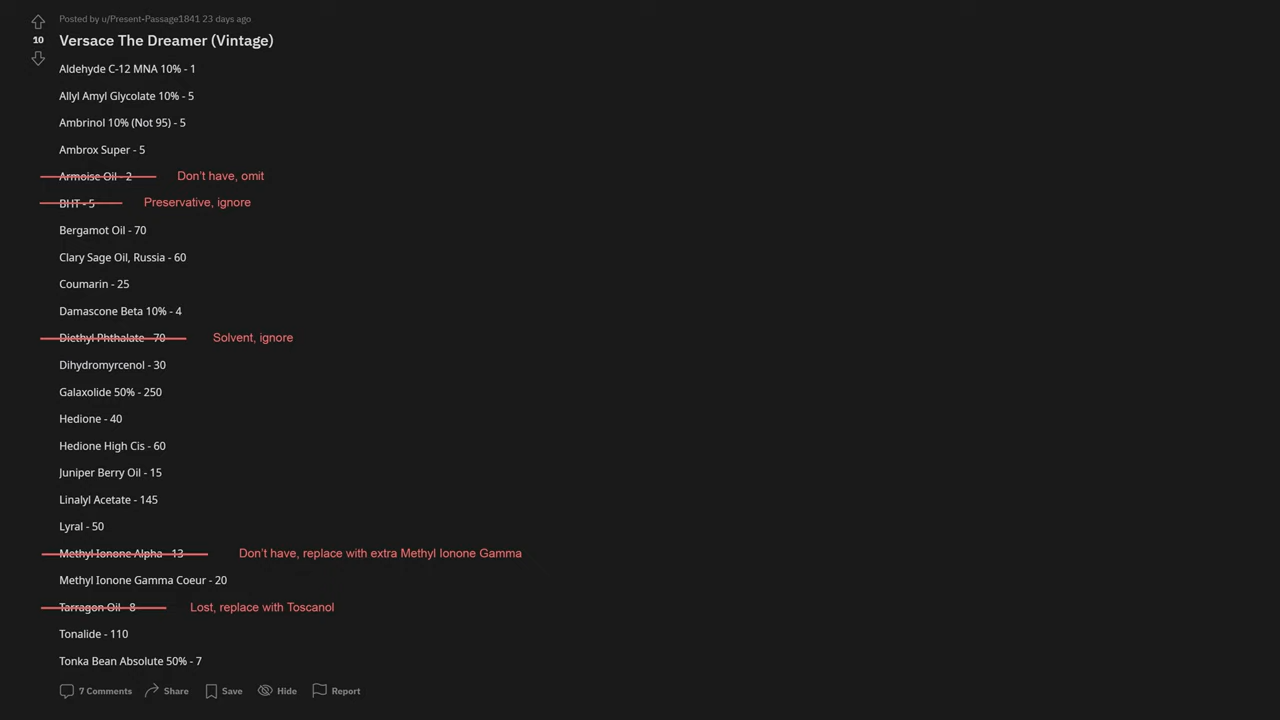 Posted by u/Present-Passage1841 23 days ago
10
Versace The Dreamer (Vintage)
Aldehyde C-12 MNA 10% - 1
Allyl Amyl Glycolate 10% - 5
Ambrinol 10% (Not 95) - 5
Ambrox Super - 5
Armoise Oil - 2 Don't have, omit
BHT - 5 Preservative, ignore
Bergamot Oil - 70
Clary Sage Oil, Russia - 60
Coumarin - 25
Damascone Beta 10% - 4
Diethyl Phthalate - 70 Solvent, ignore
Dihydromyrcenol - 30
Galaxolide 50% - 250
Hedione - 40
Hedione High Cis - 60
Juniper Berry Oil - 15
Linalyl Acetate - 145
Lyral - 50
Methyl Ionone Alpha - 13 Don't have, replace with extra Methyl Ionone Gamma
Methyl Ionone Gamma Coeur - 20
Tarragon Oil - 8 Lost, replace with Toscanol
Tonalide - 110
Tonka Bean Absolute 50% - 7
7 Comments Share Save Hide Report